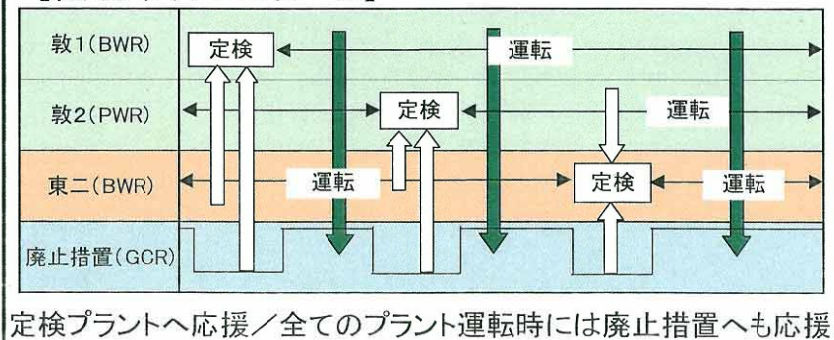 敦1(BWR) 定検 運転
敦2(PWR) 定検 運転
東二(BWR) 運転 定検 運転
廃止措置(GCR)
定検プラントへ応援/全てのプラント運転時には廃止措置へも応援